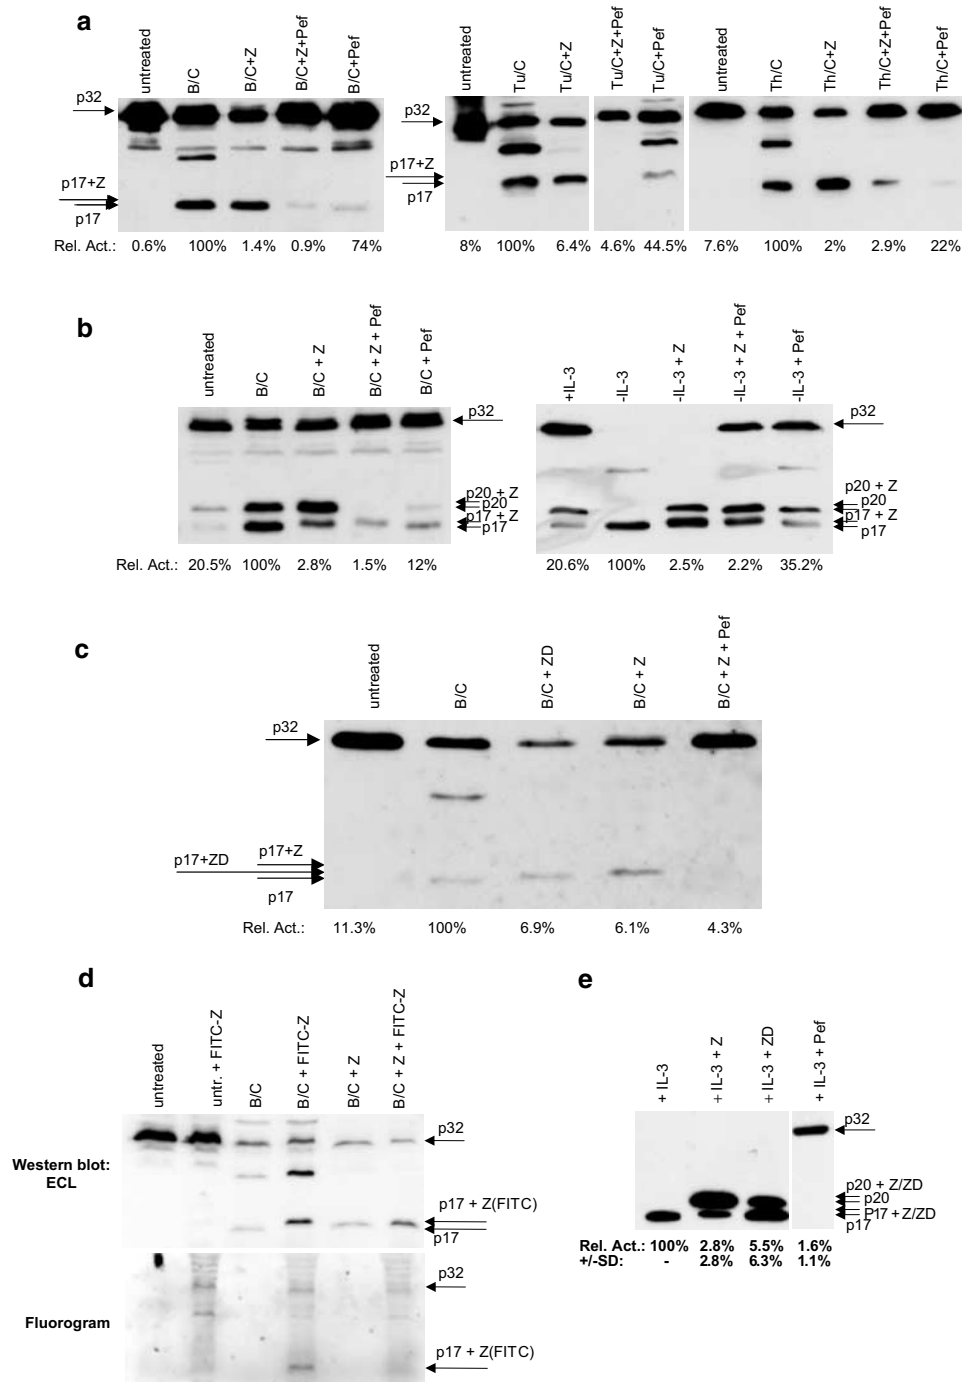 a
untreated
B/C
B/C+Z
B/C+Z+Pef
B/C+Pef
untreated
Tu/C
Tu/C+Z
Tu/C+Z+Pef
Tu/C+Pef
untreated
Th/C
Th/C+Z
Th/C+Z+Pef
Th/C+Pef
p32
p17+Z
p17
p32
p17+Z
p17
Rel. Act.: 0.6% 100% 1.4% 0.9% 74% 8% 100% 6.4% 4.6% 44.5% 7.6% 100% 2% 2.9% 22%
b
untreated
B/C
B/C + Z
B/C + Z + Pef
B/C + Pef
+IL-3
-IL-3
-IL-3 + Z
-IL-3 + Z + Pef
-IL-3 + Pef
p32
p20 + Z
p20
p17 + Z
p17
p32
p20 + Z
p20
p17 + Z
p17
Rel. Act.: 20.5% 100% 2.8% 1.5% 12% 20.6% 100% 2.5% 2.2% 35.2%
c
untreated
B/C
B/C + ZD
B/C + Z
B/C + Z + Pef
p32
p17+Z
p17+ZD
p17
Rel. Act.: 11.3% 100% 6.9% 6.1% 4.3%
d
untreated
untr. + FITC-Z
B/C
B/C + FITC-Z
B/C + Z
B/C + Z + FITC-Z
Western blot:
ECL
p32
p17 + Z(FITC)
p17
Fluorogram
p32
p17 + Z(FITC)
e
+ IL-3
+ IL-3 + Z
+ IL-3 + ZD
+ IL-3 + Pef
p32
p20 + Z/ZD
p20
P17 + Z/ZD
p17
Rel. Act.: 100% 2.8% 5.5% 1.6%
+/-SD: - 2.8% 6.3% 1.1%